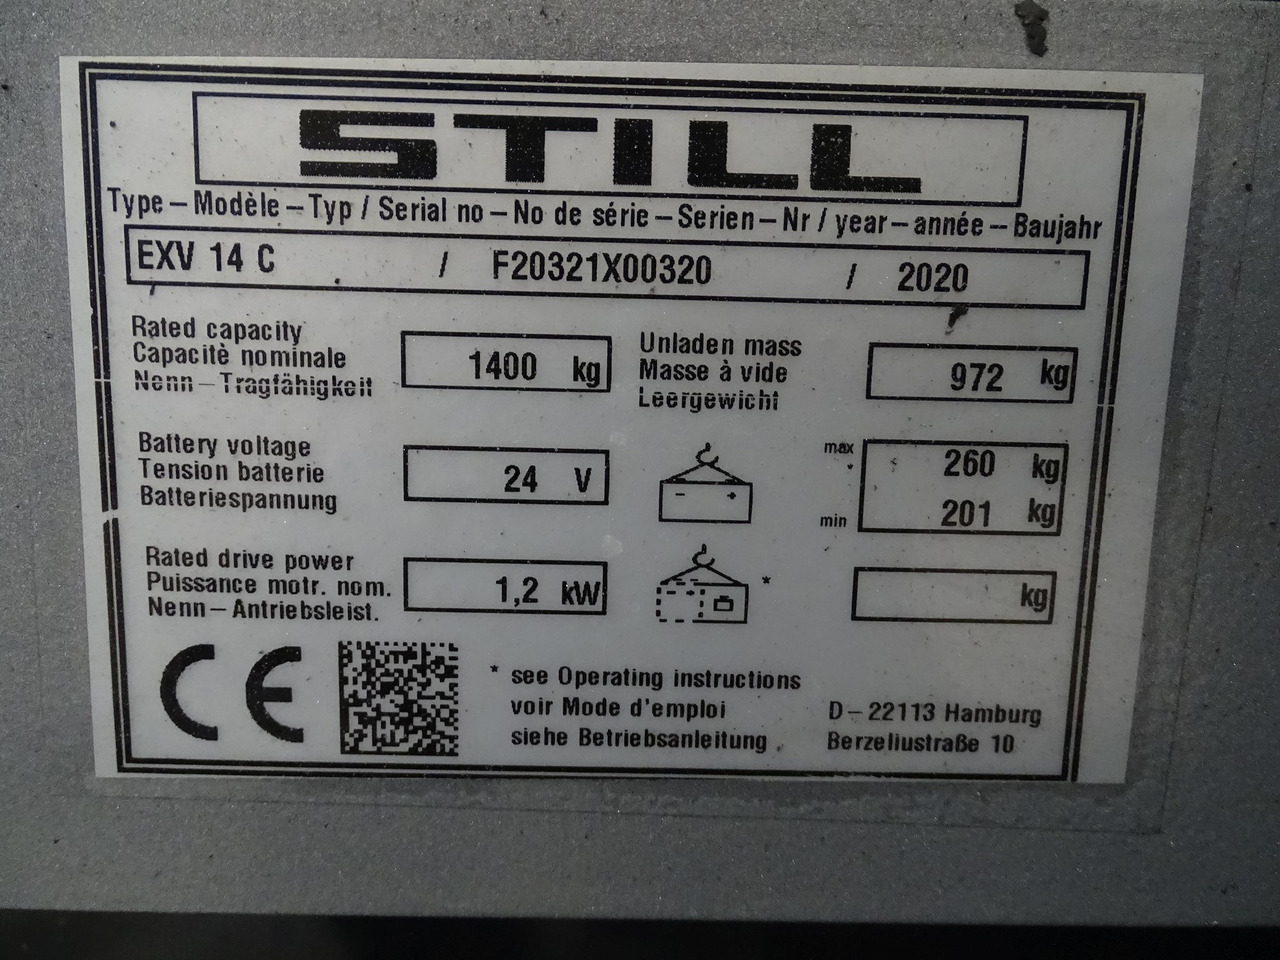 STILL
Type – Modèle – Typ / Serial no – No de série – Serien – Nr / year – année – Baujahr
EXV 14 C / F20321X00320 / 2020
Rated capacity
Capacitè nominale
Nenn – Tragfähigkeit
1400 kg
Unladen mass
Masse à vide
Leergewicht
972 kg
Battery voltage
Tension batterie
Batteriespannung
24 V
- +
max 260 kg
min 201 kg
Rated drive power
Puissance motr. nom.
Nenn – Antriebsleist.
1,2 kW
*
kg
CE
* see Operating instructions
voir Mode d'emploi
siehe Betriebsanleitung .
D – 22113 Hamburg
Berzeliustraße 10